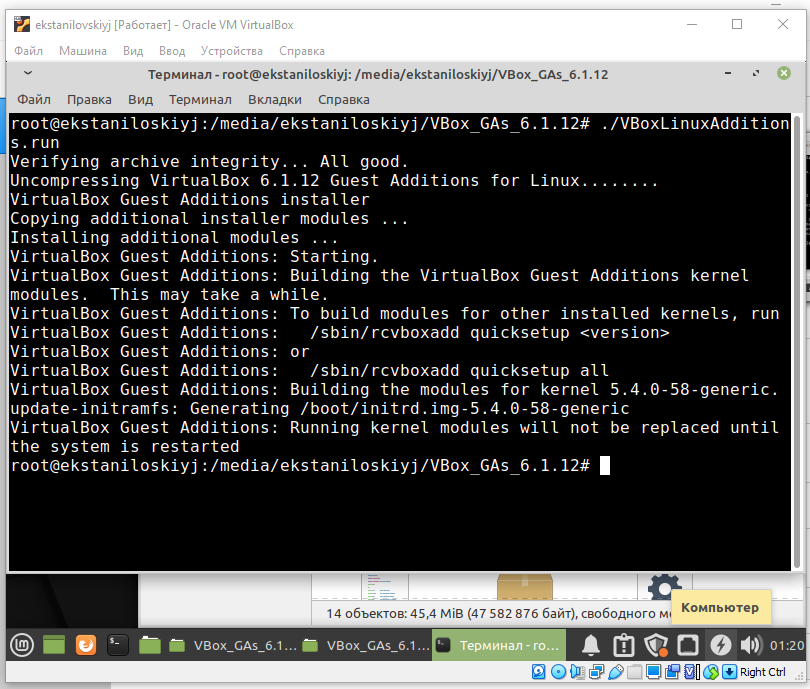 ekstanilovskiyj [Работает] - Oracle VM VirtualBox
Файл Машина Вид Ввод Устройства Справка
Терминал - root@ekstaniloskiyj: /media/ekstaniloskiyj/VBox_GAs_6.1.12
Файл Правка Вид Терминал Вкладки Справка
root@ekstaniloskiyj:/media/ekstaniloskiyj/VBox_GAs_6.1.12# ./VBoxLinuxAddition
s.run
Verifying archive integrity... All good.
Uncompressing VirtualBox 6.1.12 Guest Additions for Linux........
VirtualBox Guest Additions installer
Copying additional installer modules ...
Installing additional modules ...
VirtualBox Guest Additions: Starting.
VirtualBox Guest Additions: Building the VirtualBox Guest Additions kernel
modules.  This may take a while.
VirtualBox Guest Additions: To build modules for other installed kernels, run
VirtualBox Guest Additions:   /sbin/rcvboxadd quicksetup <version>
VirtualBox Guest Additions: or
VirtualBox Guest Additions:   /sbin/rcvboxadd quicksetup all
VirtualBox Guest Additions: Building the modules for kernel 5.4.0-58-generic.
update-initramfs: Generating /boot/initrd.img-5.4.0-58-generic
VirtualBox Guest Additions: Running kernel modules will not be replaced until
the system is restarted
root@ekstaniloskiyj:/media/ekstaniloskiyj/VBox_GAs_6.1.12#
14 объектов: 45,4 MiB (47 582 876 байт), свободного
Компьютер
VBox_GAs_6.1... VBox_GAs_6.1... Терминал - ro... 01:20
Right Ctrl